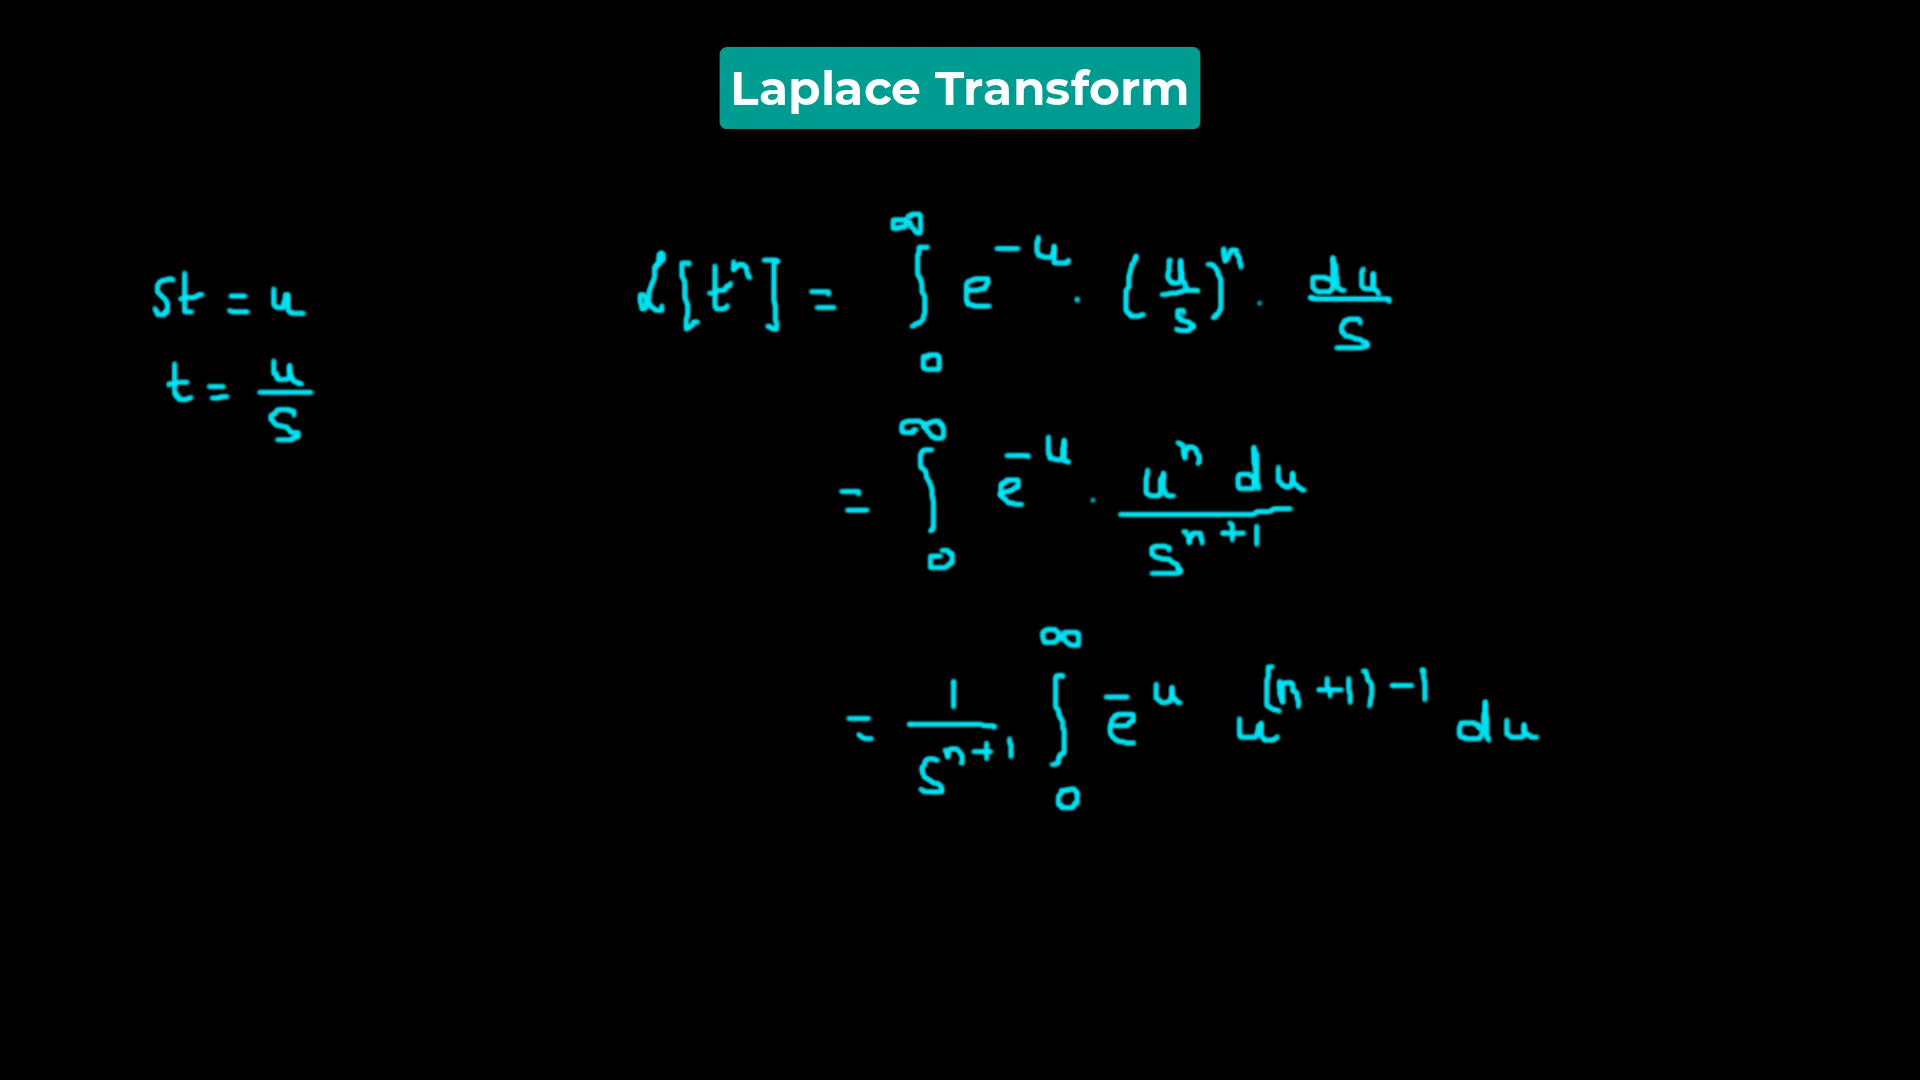 Laplace Transform
st = u
t = u/s
ℒ[tⁿ] = ∫₀^∞ e^(-u) · (u/s)ⁿ · du/s
= ∫₀^∞ e^(-u) · uⁿ du / s^(n+1)
= 1/s^(n+1) ∫₀^∞ e^(-u) u^((n+1)-1) du